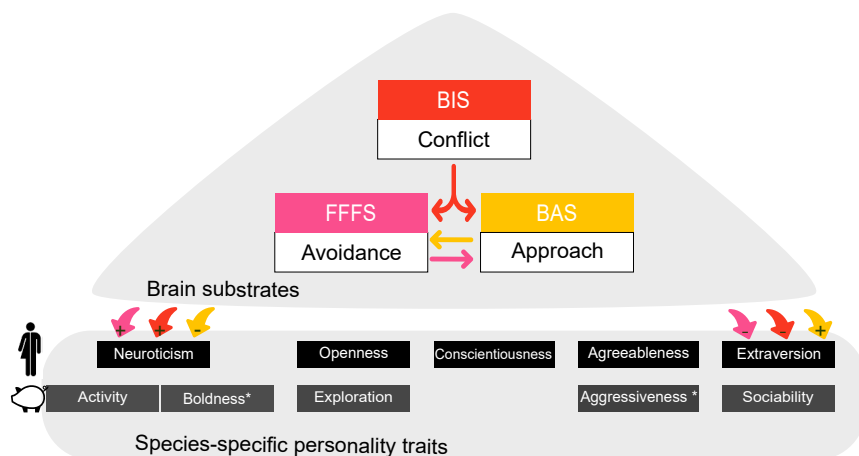 BIS
Conflict
FFFS
BAS
Avoidance
Approach
Brain substrates
+ + - - - +
Neuroticism
Openness
Conscientiousness
Agreeableness
Extraversion
Activity
Boldness*
Exploration
Aggressiveness *
Sociability
Species-specific personality traits